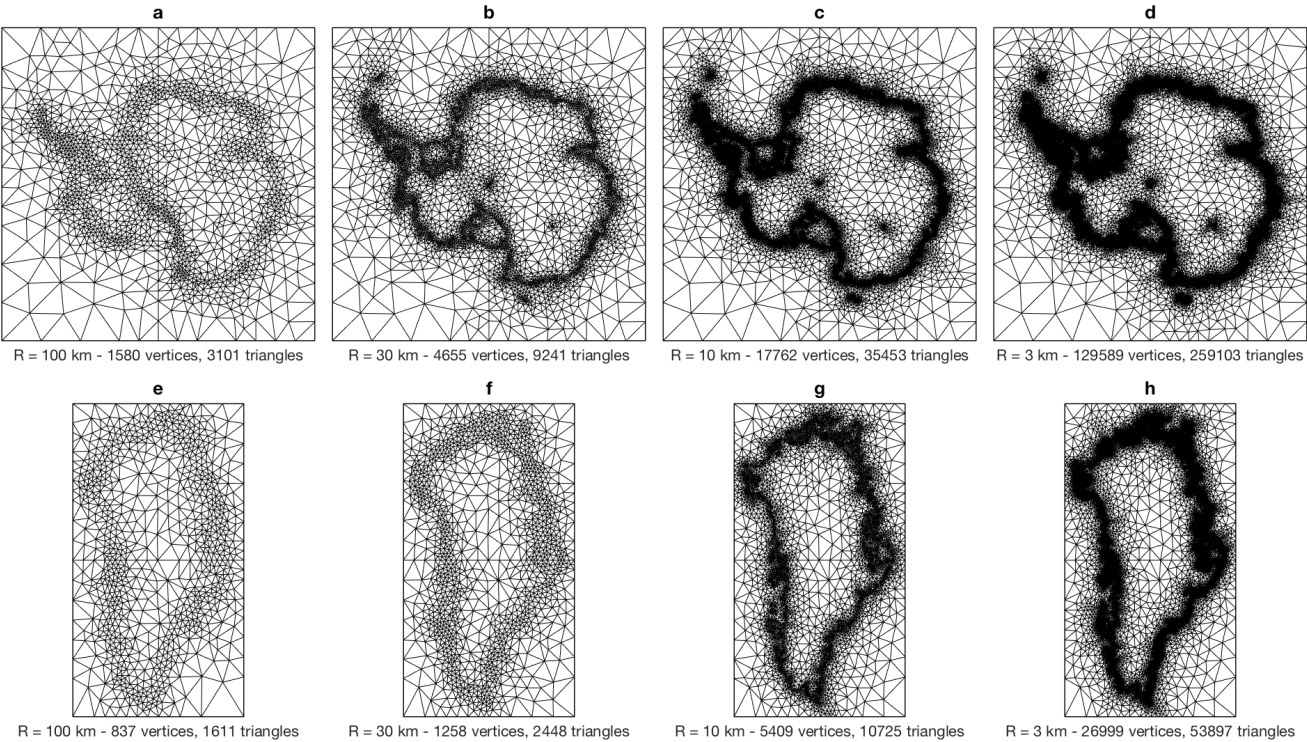 a
b
c
d
R = 100 km - 1580 vertices, 3101 triangles
R = 30 km - 4655 vertices, 9241 triangles
R = 10 km - 17762 vertices, 35453 triangles
R = 3 km - 129589 vertices, 259103 triangles
e
f
g
h
R = 100 km - 837 vertices, 1611 triangles
R = 30 km - 1258 vertices, 2448 triangles
R = 10 km - 5409 vertices, 10725 triangles
R = 3 km - 26999 vertices, 53897 triangles